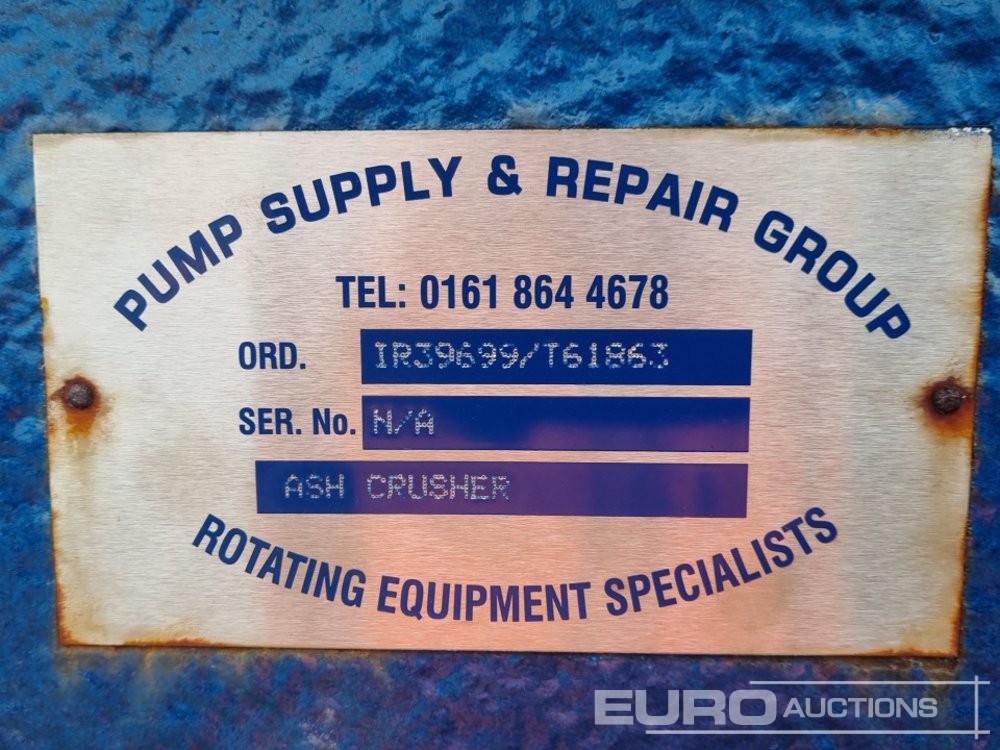 PUMP SUPPLY & REPAIR GROUP
TEL: 0161 864 4678
ORD. IR39699/T61863
SER. No. N/A
ASH CRUSHER
ROTATING EQUIPMENT SPECIALISTS
EURO AUCTIONS